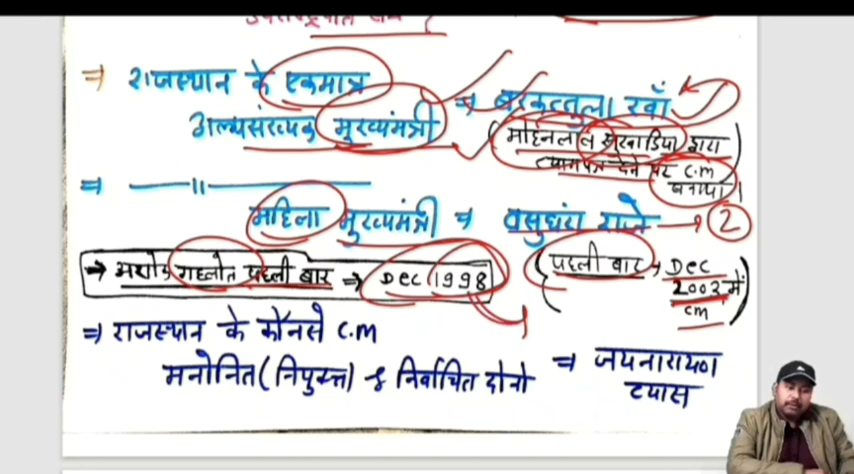 ⇒ राजस्थान के एकमात्र
अल्पसंख्यक मुख्यमंत्री ⇒ बरकतुल्ला खाँ
(मोहनलाल सुखाडिया द्वारा
त्यागपत्र देने पर C.M
बनाया)
⇒ —— 11 ——
महिला मुख्यमंत्री ⇒ वसुधंरा राजे → 2
→ अशोक गहलोत पहली बार ⇒ Dec 1998
(पहली बार → Dec
2003 में
CM)
⇒ राजस्थान के कौनसे C.M
मनोनित (नियुक्त) & निर्वाचित दोनो ⇒ जयनारायण
व्यास